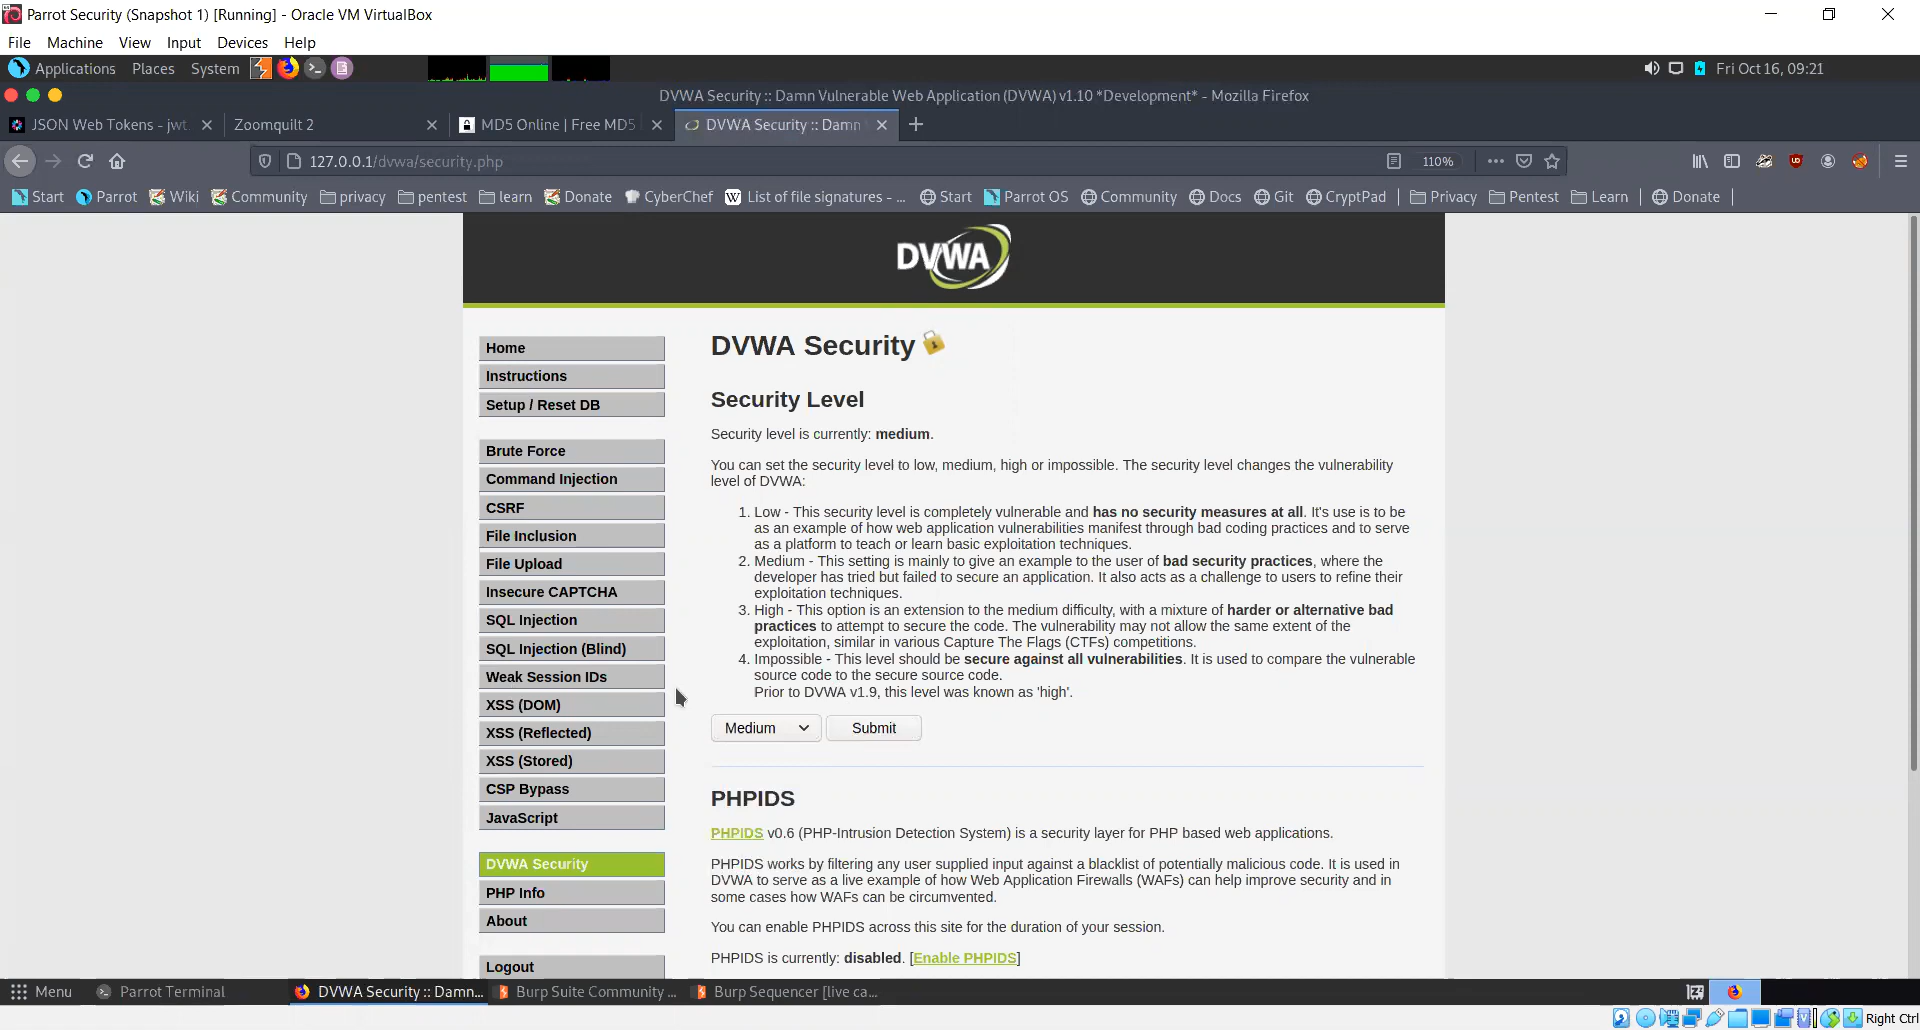 Parrot Security (Snapshot 1) [Running] - Oracle VM VirtualBox
File Machine View Input Devices Help
Applications Places System Fri Oct 16, 09:21
DVWA Security :: Damn Vulnerable Web Application (DVWA) v1.10 *Development* - Mozilla Firefox
JSON Web Tokens - jwt Zoomquilt 2 MD5 Online | Free MD5 DVWA Security :: Damn
127.0.0.1/dvwa/security.php 110%
Start Parrot Wiki Community privacy pentest learn Donate CyberChef List of file signatures - ... Start Parrot OS Community Docs Git CryptPad Privacy Pentest Learn Donate
DVWA
Home
Instructions
Setup / Reset DB
Brute Force
Command Injection
CSRF
File Inclusion
File Upload
Insecure CAPTCHA
SQL Injection
SQL Injection (Blind)
Weak Session IDs
XSS (DOM)
XSS (Reflected)
XSS (Stored)
CSP Bypass
JavaScript
DVWA Security
PHP Info
About
Logout
DVWA Security
Security Level
Security level is currently: medium.
You can set the security level to low, medium, high or impossible. The security level changes the vulnerability
level of DVWA:
1. Low - This security level is completely vulnerable and has no security measures at all. It's use is to be
as an example of how web application vulnerabilities manifest through bad coding practices and to serve
as a platform to teach or learn basic exploitation techniques.
2. Medium - This setting is mainly to give an example to the user of bad security practices, where the
developer has tried but failed to secure an application. It also acts as a challenge to users to refine their
exploitation techniques.
3. High - This option is an extension to the medium difficulty, with a mixture of harder or alternative bad
practices to attempt to secure the code. The vulnerability may not allow the same extent of the
exploitation, similar in various Capture The Flags (CTFs) competitions.
4. Impossible - This level should be secure against all vulnerabilities. It is used to compare the vulnerable
source code to the secure source code.
Prior to DVWA v1.9, this level was known as 'high'.
Medium Submit
PHPIDS
PHPIDS v0.6 (PHP-Intrusion Detection System) is a security layer for PHP based web applications.
PHPIDS works by filtering any user supplied input against a blacklist of potentially malicious code. It is used in
DVWA to serve as a live example of how Web Application Firewalls (WAFs) can help improve security and in
some cases how WAFs can be circumvented.
You can enable PHPIDS across this site for the duration of your session.
PHPIDS is currently: disabled. [Enable PHPIDS]
Menu Parrot Terminal DVWA Security :: Damn... Burp Suite Community ... Burp Sequencer [live ca...
Right Ctrl